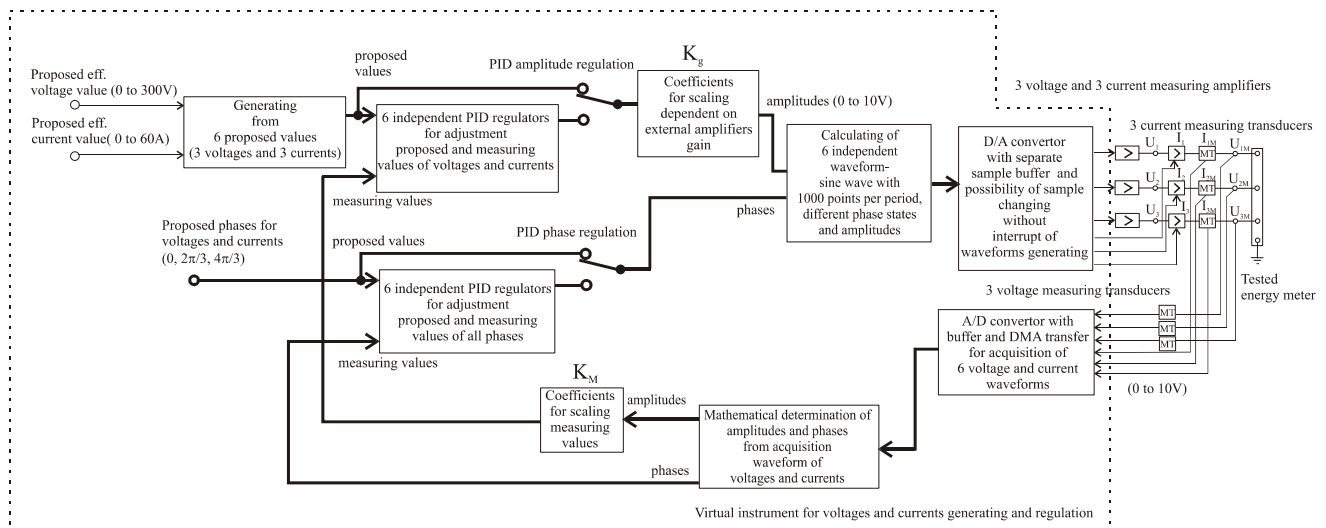 Proposed eff.
voltage value (0 to 300V)
Proposed eff.
current value( 0 to 60A)
Generating
from
6 proposed values
(3 voltages and 3 currents)
proposed
values
PID amplitude regulation
6 independent PID regulators
for adjustment
proposed and measuring
values of voltages and currents
measuring values
Kg
Coefficients
for scaling
dependent on
external amplifiers
gain
amplitudes (0 to 10V)
Calculating of
6 independent
waveform-
sine wave with
1000 points per period,
different phase states
and amplitudes
phases
D/A convertor
with separate
sample buffer and
possibility of sample
changing
without
interrupt of
waveforms generating
3 voltage and 3 current measuring amplifiers
3 current measuring transducers
> U1 > I1 MT I1M U1M
> U2 > I2 MT I2M U2M
> U3 > I3 MT I3M U3M
Tested
energy meter
Proposed phases for
voltages and currents
(0, 2π/3, 4π/3)
proposed values
PID phase regulation
6 independent PID regulators
for adjustment
proposed and measuring
values of all phases
measuring values
3 voltage measuring transducers
MT
MT
MT
A/D convertor with
buffer and DMA transfer
for acquisition of
6 voltage and current
waveforms
(0 to 10V)
KM
Coefficients
for scaling
measuring
values
amplitudes
Mathematical determination of
amplitudes and phases
from acquisition
waveform of
voltages and currents
phases
Virtual instrument for voltages and currents generating and regulation